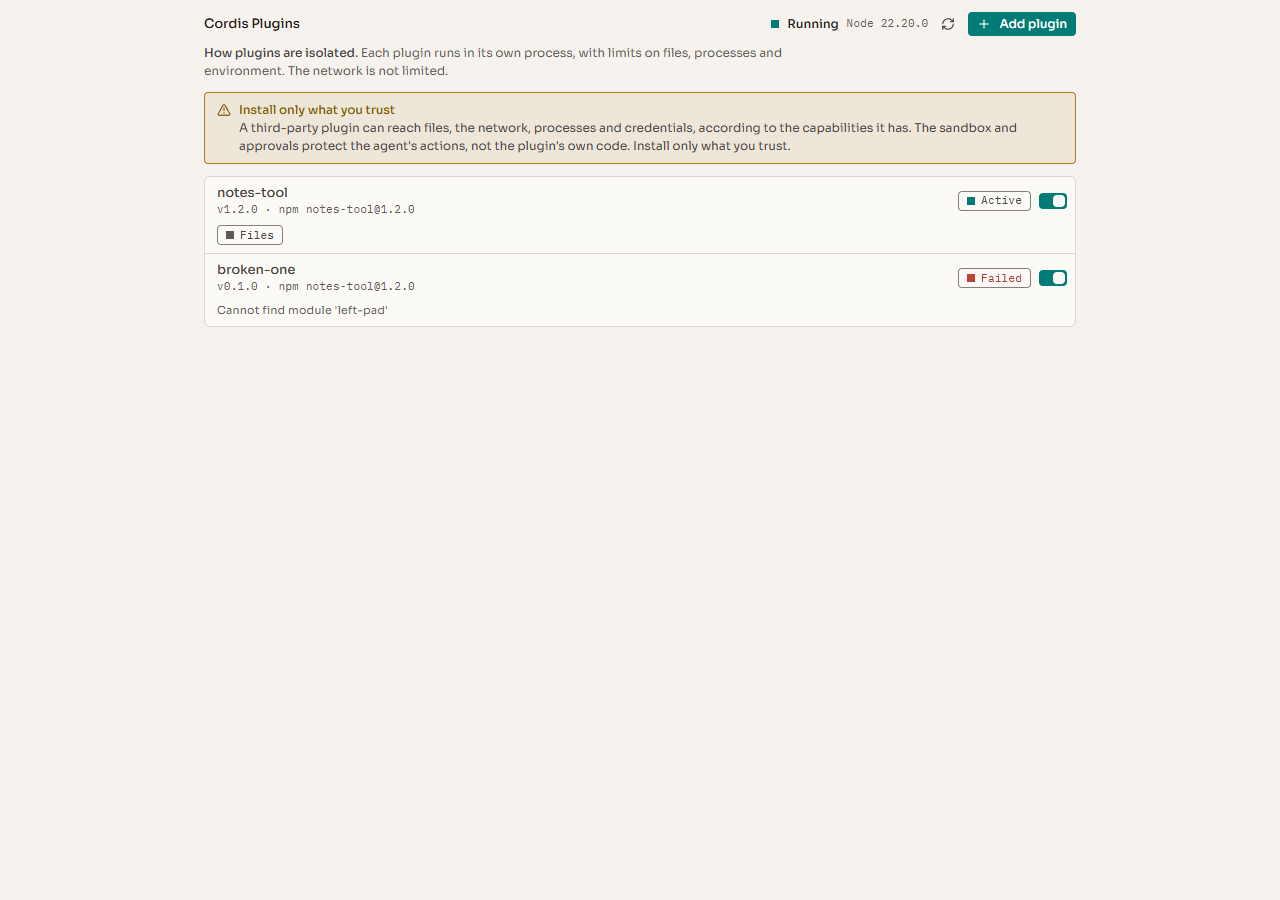 Cordis Plugins
Running Node 22.20.0 Add plugin
How plugins are isolated. Each plugin runs in its own process, with limits on files, processes and
environment. The network is not limited.
Install only what you trust
A third-party plugin can reach files, the network, processes and credentials, according to the capabilities it has. The sandbox and
approvals protect the agent's actions, not the plugin's own code. Install only what you trust.
notes-tool
v1.2.0 · npm notes-tool@1.2.0
Active
Files
broken-one
v0.1.0 · npm notes-tool@1.2.0
Failed
Cannot find module 'left-pad'